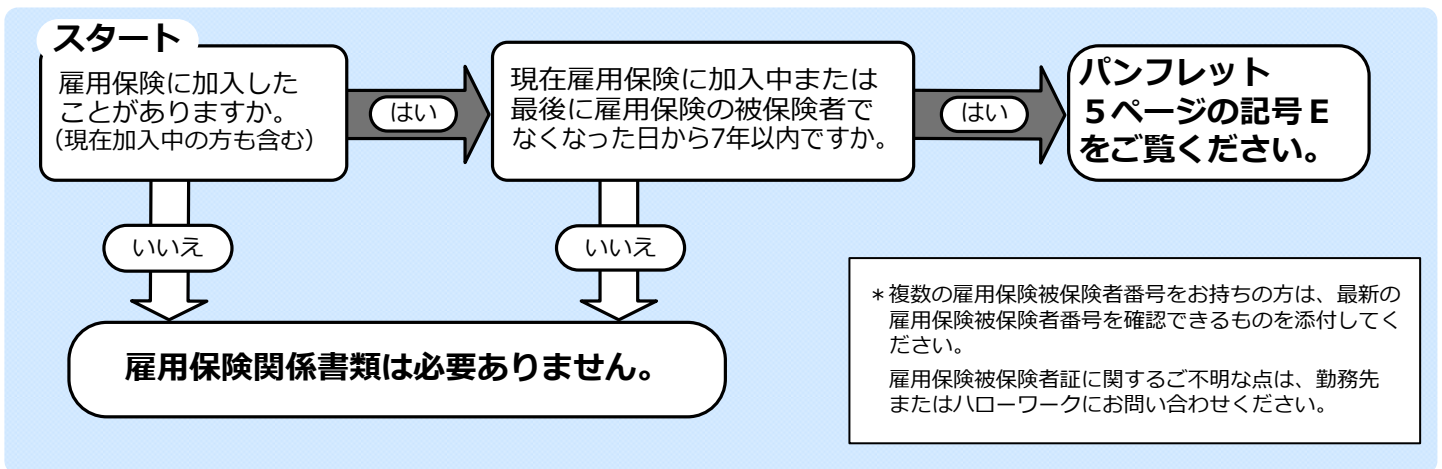 スタート
雇用保険に加入した
ことがありますか。
（現在加入中の方も含む）
はい
現在雇用保険に加入中または
最後に雇用保険の被保険者で
なくなった日から7年以内ですか。
はい
パンフレット
５ページの記号Ｅ
をご覧ください。
いいえ
いいえ
雇用保険関係書類は必要ありません。
＊複数の雇用保険被保険者番号をお持ちの方は、最新の
雇用保険被保険者番号を確認できるものを添付してく
ださい。
雇用保険被保険者証に関するご不明な点は、勤務先
またはハローワークにお問い合わせください。